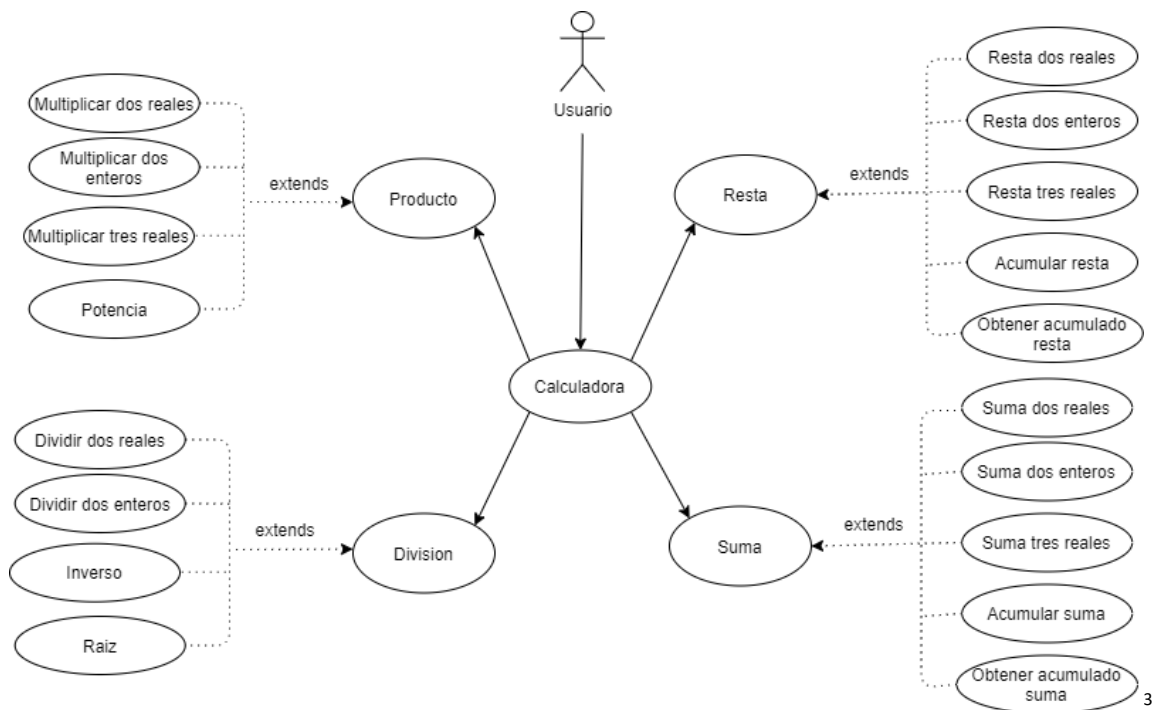 Usuario
Multiplicar dos reales
Multiplicar dos
enteros
Multiplicar tres reales
Potencia
extends
Producto
Resta
extends
Resta dos reales
Resta dos enteros
Resta tres reales
Acumular resta
Obtener acumulado
resta
Calculadora
Dividir dos reales
Dividir dos enteros
Inverso
Raiz
extends
Division
Suma
extends
Suma dos reales
Suma dos enteros
Suma tres reales
Acumular suma
Obtener acumulado
suma
3